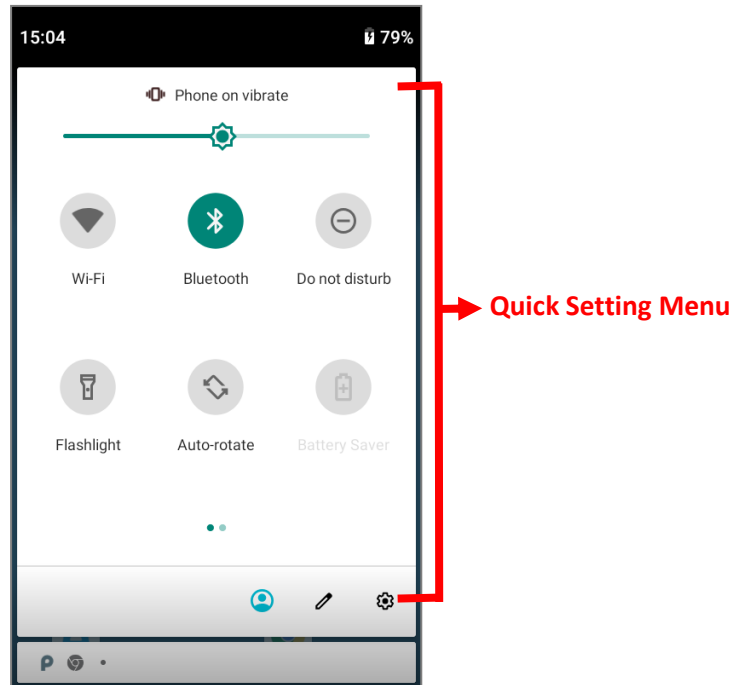 15:04 79%
Phone on vibrate
Wi-Fi Bluetooth Do not disturb
Quick Setting Menu
Flashlight Auto-rotate Battery Saver